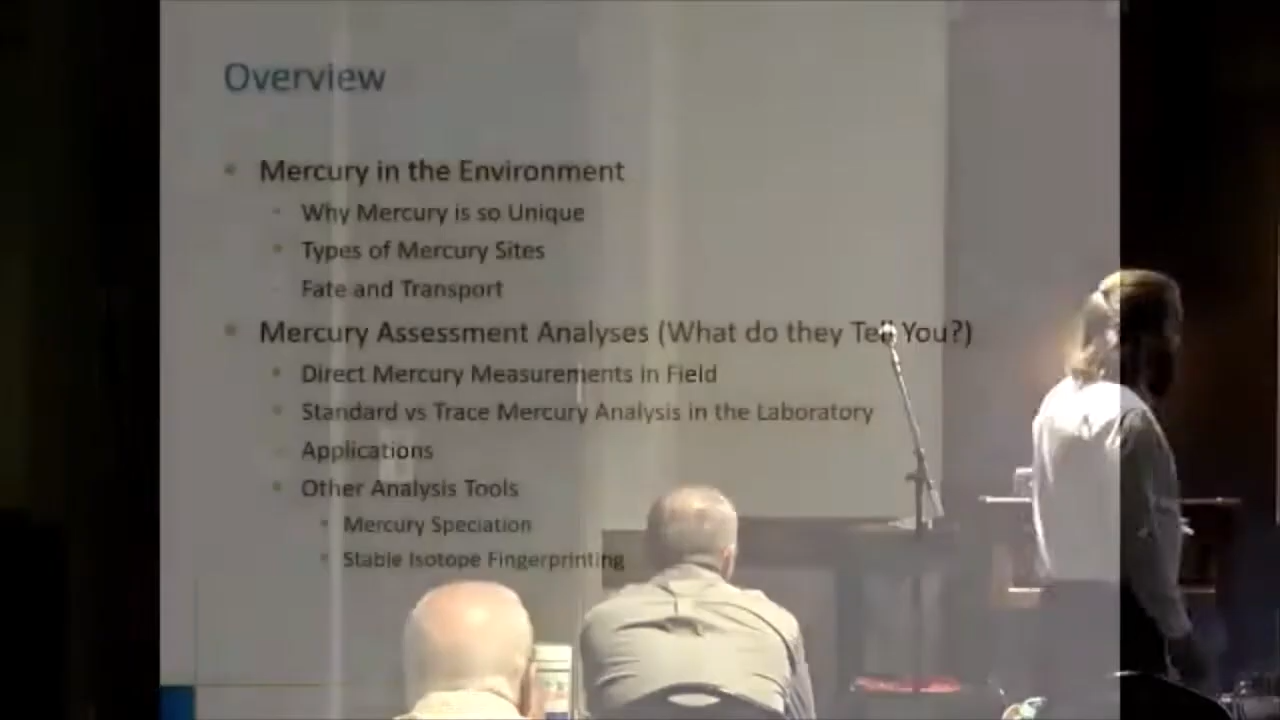 Overview
Mercury in the Environment
Why Mercury is so Unique
Types of Mercury Sites
Fate and Transport
Mercury Assessment Analyses (What do they Tell You?)
Direct Mercury Measurements in Field
Standard vs Trace Mercury Analysis in the Laboratory
Applications
Other Analysis Tools
Mercury Speciation
Stable Isotope Fingerprinting